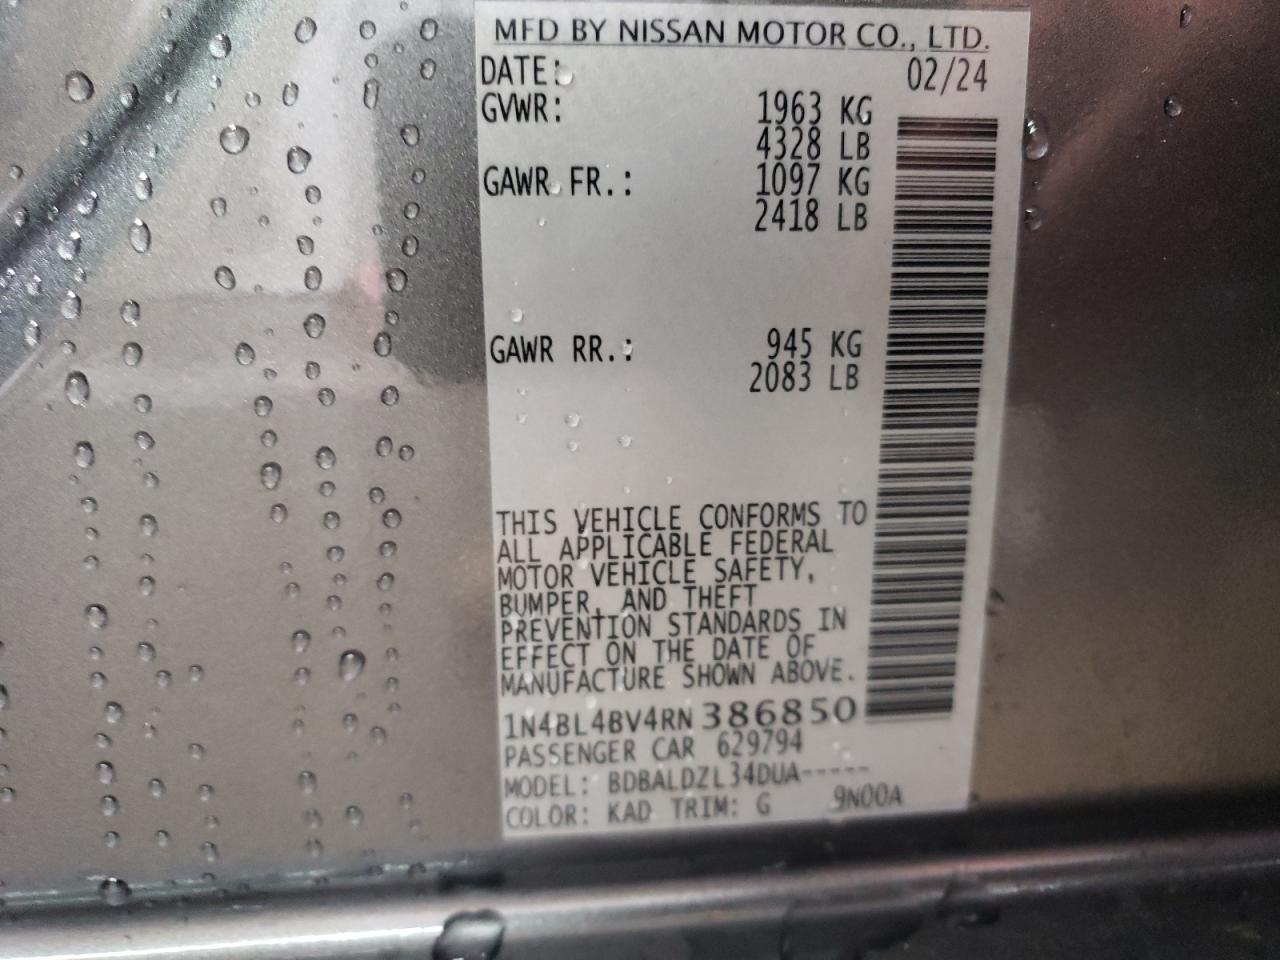 MFD BY NISSAN MOTOR CO., LTD.
DATE: 02/24
GVWR: 1963 KG
4328 LB
GAWR FR.: 1097 KG
2418 LB
GAWR RR.: 945 KG
2083 LB
THIS VEHICLE CONFORMS TO
ALL APPLICABLE FEDERAL
MOTOR VEHICLE SAFETY,
BUMPER, AND THEFT
PREVENTION STANDARDS IN
EFFECT ON THE DATE OF
MANUFACTURE SHOWN ABOVE.
1N4BL4BV4RN386850
PASSENGER CAR 629794
MODEL: BDBALDZL34DUA-----
COLOR: KAD TRIM: G 9N00A